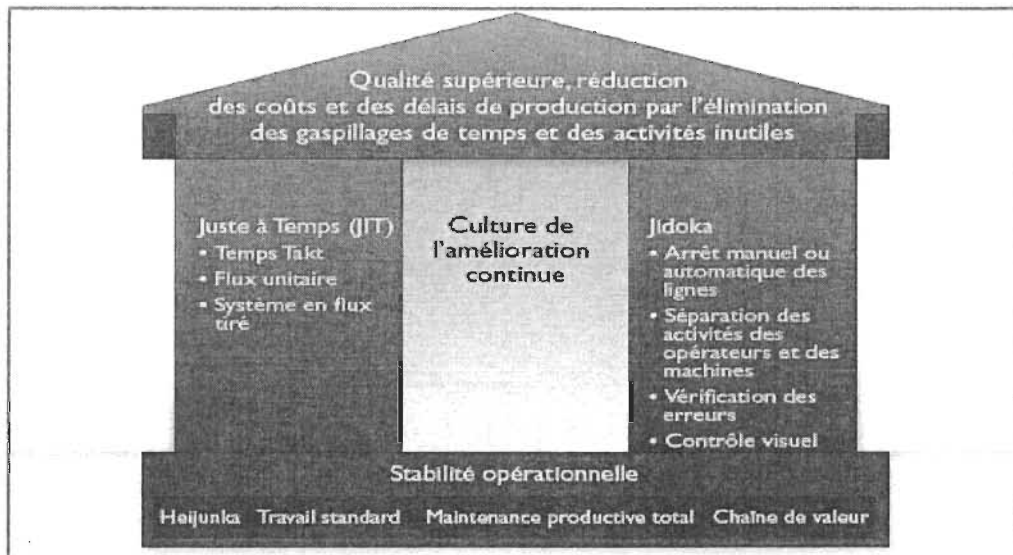 Qualité supérieure, réduction
des coûts et des délais de production par l'élimination
des gaspillages de temps et des activités inutiles
Juste à Temps (JIT)
• Temps Takt
• Flux unitaire
• Système en flux
tiré
Culture de
l'amélioration
continue
Jidoka
• Arrêt manuel ou
automatique des
lignes
• Séparation des
activités des
opérateurs et des
machines
• Vérification des
erreurs
• Contrôle visuel
Stabilité opérationnelle
Heijunka Travail standard Maintenance productive total Chaîne de valeur